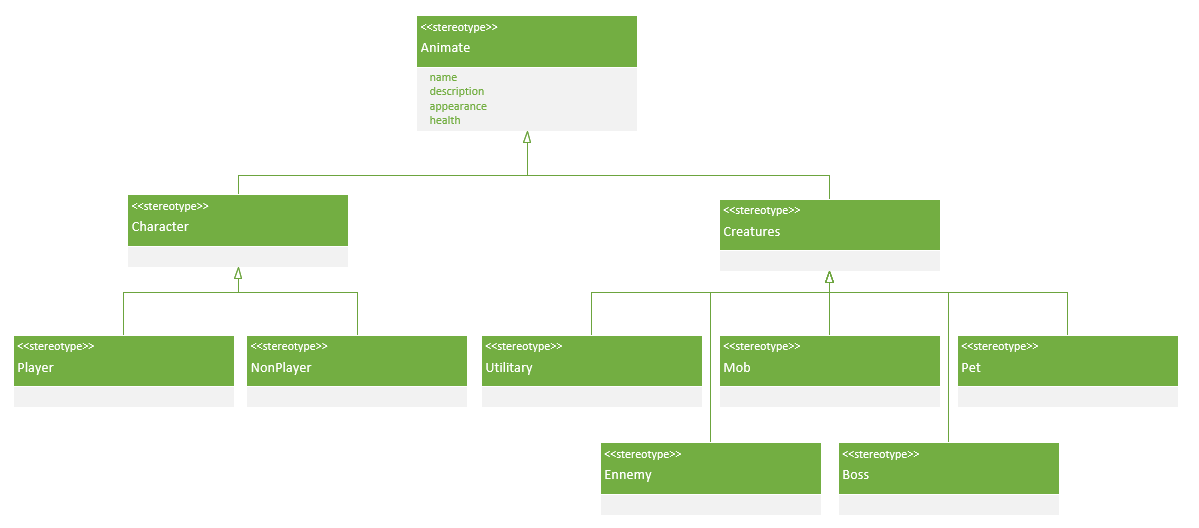 <<stereotype>>
Animate
name
description
appearance
health
<<stereotype>>
Character
<<stereotype>>
Creatures
<<stereotype>>
Player
<<stereotype>>
NonPlayer
<<stereotype>>
Utilitary
<<stereotype>>
Mob
<<stereotype>>
Pet
<<stereotype>>
Ennemy
<<stereotype>>
Boss